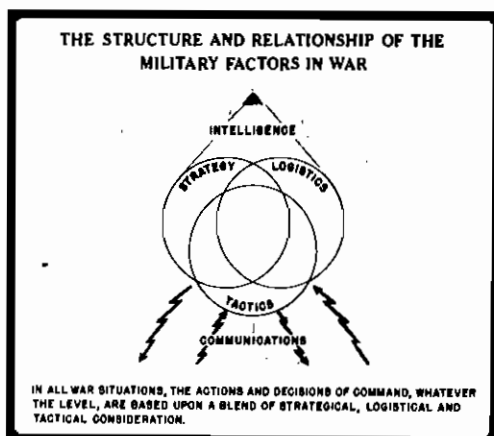 THE STRUCTURE AND RELATIONSHIP OF THE
MILITARY FACTORS IN WAR
INTELLIGENCE
STRATEGY
LOGISTICS
TACTICS
COMMUNICATIONS
IN ALL WAR SITUATIONS, THE ACTIONS AND DECISIONS OF COMMAND, WHATEVER
THE LEVEL, ARE BASED UPON A BLEND OF STRATEGICAL, LOGISTICAL AND
TACTICAL CONSIDERATION.